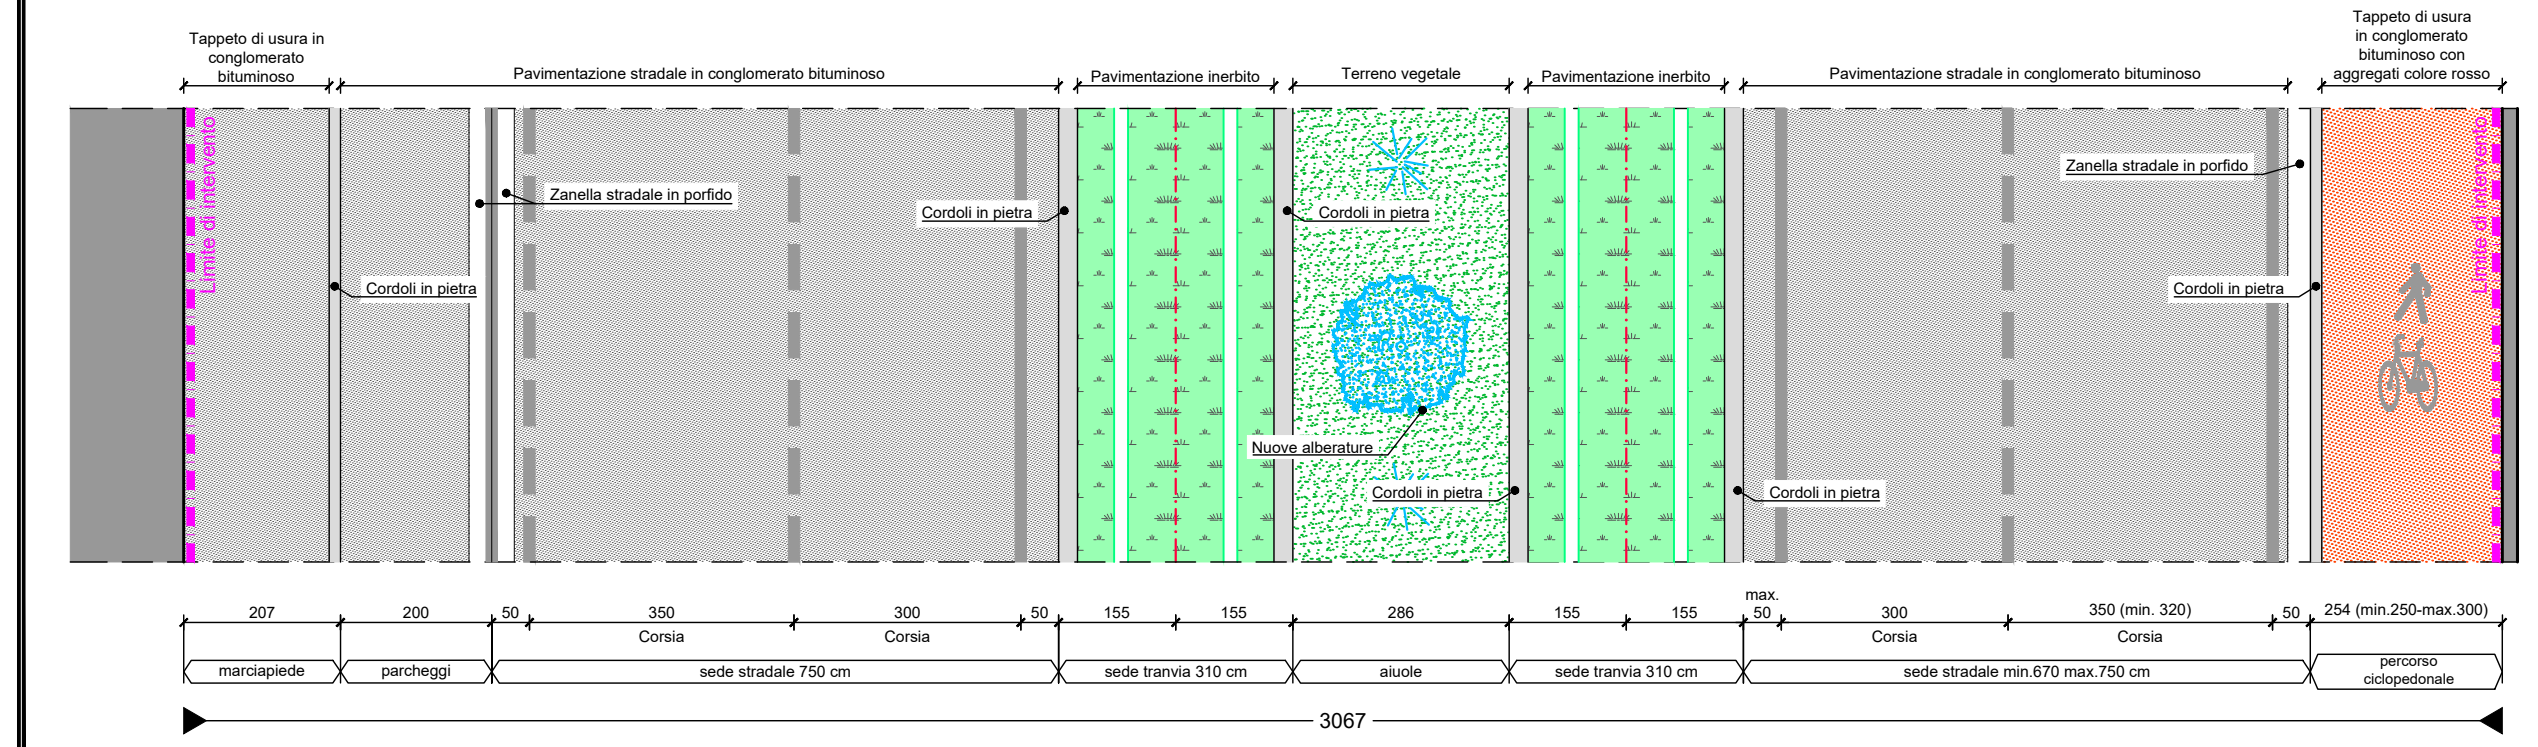 Tappeto di usura in
conglomerato
bituminoso
Pavimentazione stradale in conglomerato bituminoso
Pavimentazione inerbito
Terreno vegetale
Pavimentazione inerbito
Pavimentazione stradale in conglomerato bituminoso
Tappeto di usura
in conglomerato
bituminoso con
aggregati colore rosso
Limite di intervento
Cordoli in pietra
Zanella stradale in porfido
Cordoli in pietra
Cordoli in pietra
Nuove alberature
Cordoli in pietra
Cordoli in pietra
Zanella stradale in porfido
Cordoli in pietra
Limite di intervento
207
200
50
350
300
50
155
155
286
155
155
max.
50
300
350 (min. 320)
50
254 (min.250-max.300)
Corsia
Corsia
Corsia
Corsia
marciapiede
parcheggi
sede stradale 750 cm
sede tranvia 310 cm
aiuole
sede tranvia 310 cm
sede stradale min.670 max.750 cm
percorso
ciclopedonale
3067